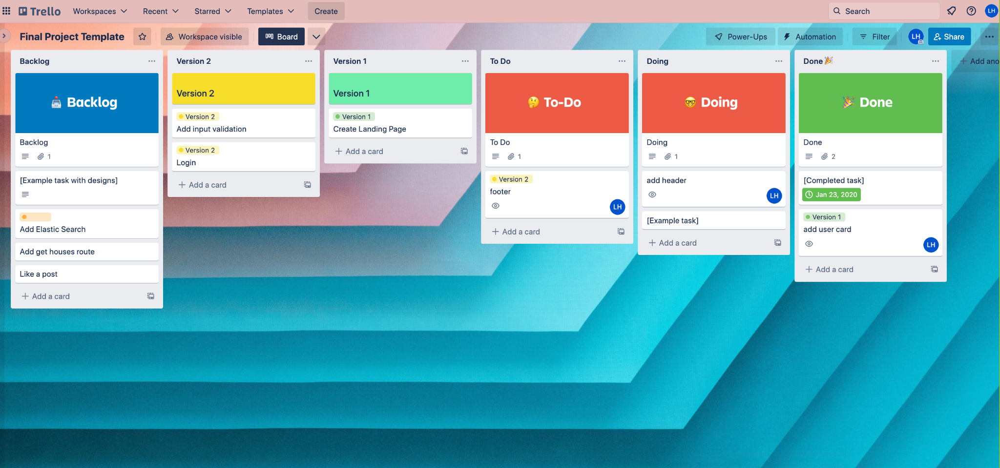 Trello
Workspaces
Recent
Starred
Templates
Create
Search
LH
Final Project Template
Workspace visible
Board
Power-Ups
Automation
Filter
LH
Share
Backlog
Backlog
Backlog
1
[Example task with designs]
Add Elastic Search
Add get houses route
Like a post
Add a card
Version 2
Version 2
Version 2
Add input validation
Version 2
Login
Add a card
Version 1
Version 1
Version 1
Create Landing Page
Add a card
To Do
🤔 To-Do
To Do
1
Version 2
footer
LH
Add a card
Doing
🤓 Doing
Doing
1
add header
LH
[Example task]
Add a card
Done🎉
🎉 Done
Done
2
[Completed task]
Jan 23, 2020
Version 1
add user card
LH
Add a card
Add ano